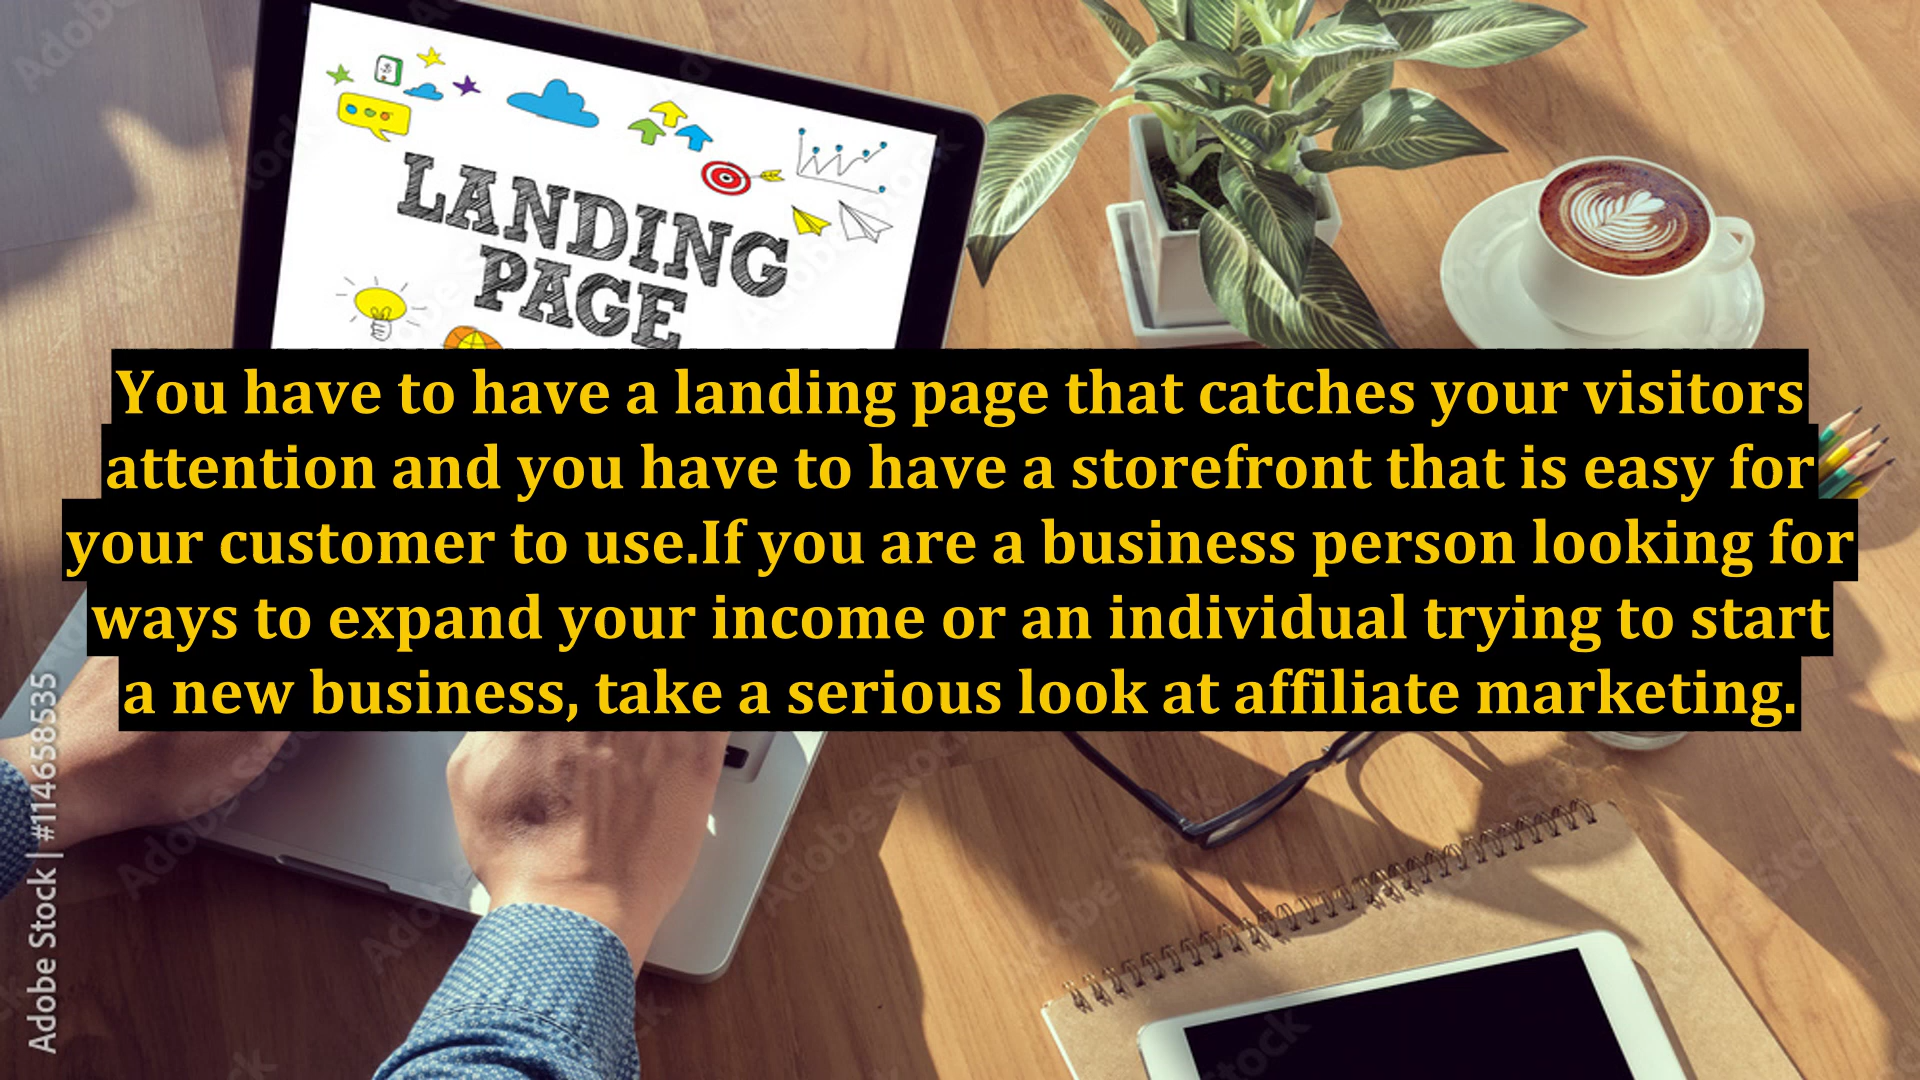 LANDING
PAGE
You have to have a landing page that catches your visitors
attention and you have to have a storefront that is easy for
your customer to use.If you are a business person looking for
ways to expand your income or an individual trying to start
a new business, take a serious look at affiliate marketing.
Adobe Stock | #114658535